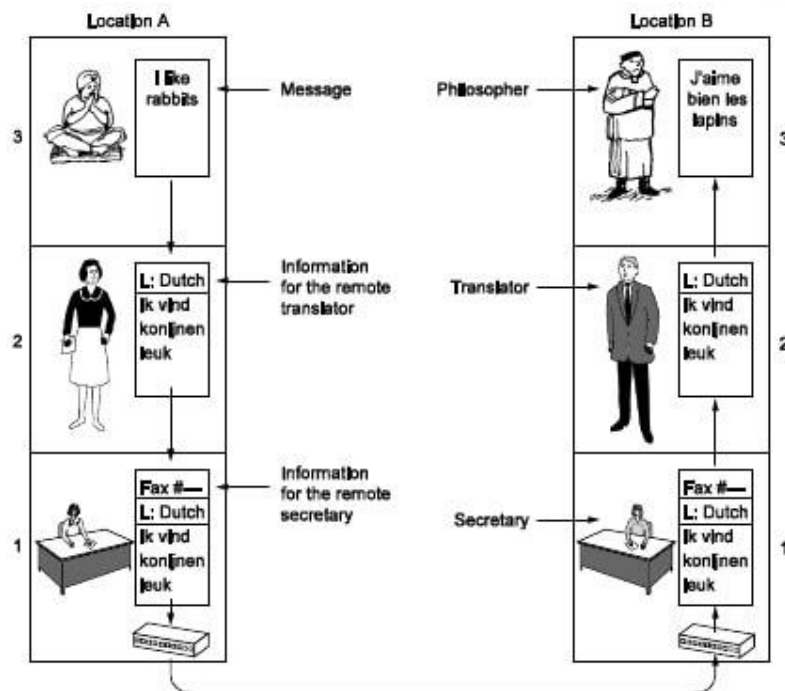 Location A
Location B
I like
rabbits
Message
Philosopher
J'aime
bien les
lapins
3
3
L: Dutch
Ik vind
konijnen
leuk
Information
for the remote
translator
Translator
L: Dutch
Ik vind
konijnen
leuk
2
2
Fax #—
L: Dutch
Ik vind
konijnen
leuk
Information
for the remote
secretary
Secretary
Fax #—
L: Dutch
Ik vind
konijnen
leuk
1
1